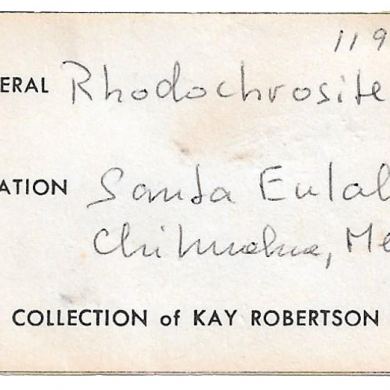 119
ERAL Rhodochrosite
ATION Santa Eulal
Chihuahua, Me
COLLECTION of KAY ROBERTSON